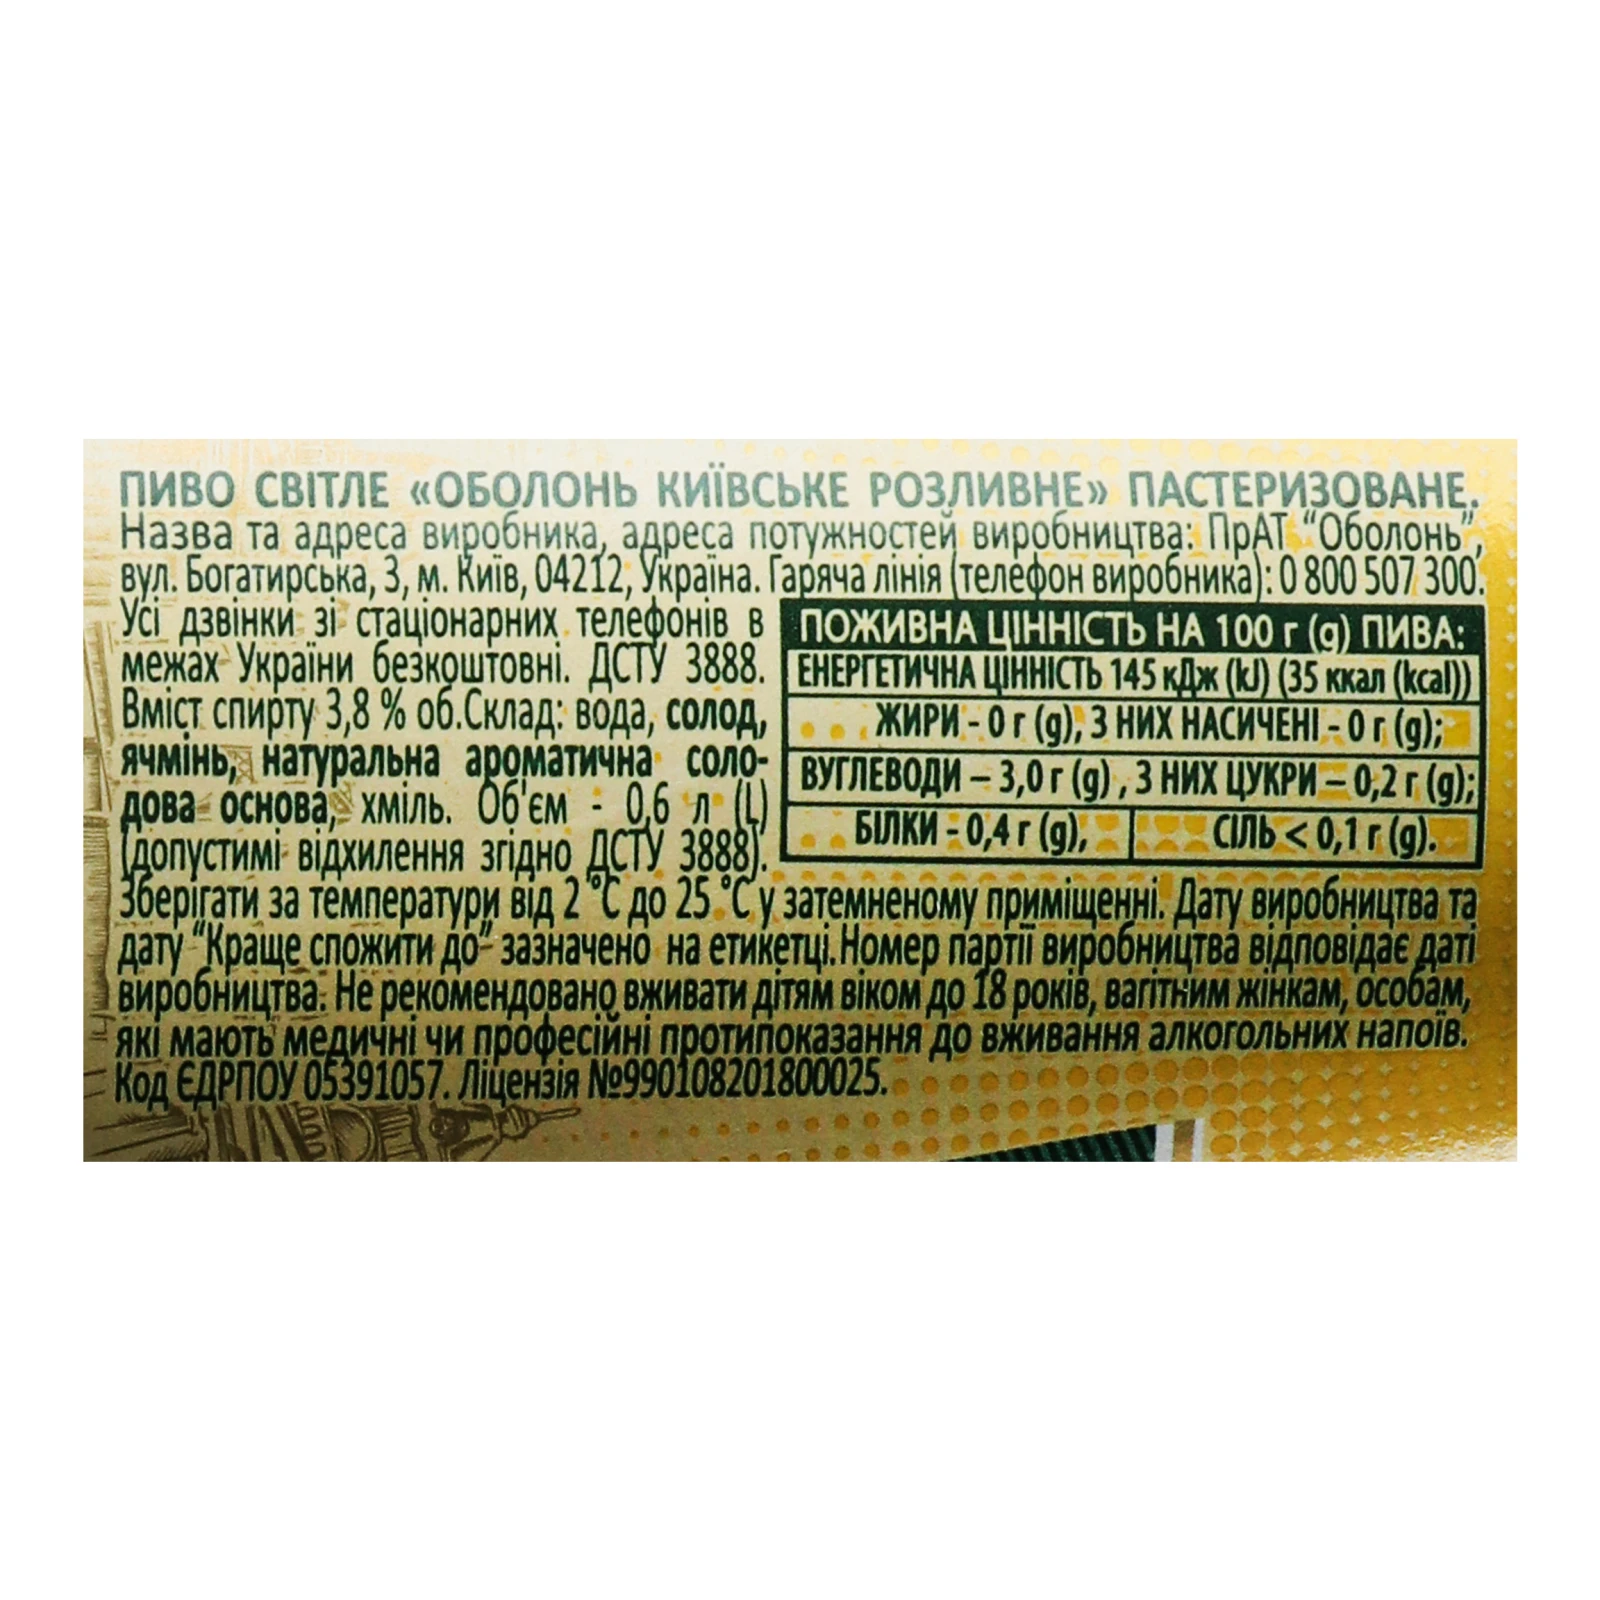 ПИВО СВІТЛЕ «ОБОЛОНЬ КИЇВСЬКЕ РОЗЛИВНЕ» ПАСТЕРИЗОВАНЕ.
Назва та адреса виробника, адреса потужностей виробництва: ПрАТ “Оболонь”,
вул. Богатирська, 3, м. Київ, 04212, Україна. Гаряча лінія (телефон виробника): 0 800 507 300.
Усі дзвінки зі стаціонарних телефонів в
межах України безкоштовні. ДСТУ 3888.
Вміст спирту 3,8 % об.Склад: вода, солод,
ячмінь, натуральна ароматична соло-
дова основа, хміль. Об'єм - 0,6 л (L)
(допустимі відхилення згідно ДСТУ 3888).
ПОЖИВНА ЦІННІСТЬ НА 100 г (g) ПИВА:
ЕНЕРГЕТИЧНА ЦІННІСТЬ 145 кДж (kJ) (35 ккал (kcal))
ЖИРИ - 0 г (g), З НИХ НАСИЧЕНІ - 0 г (g);
ВУГЛЕВОДИ – 3,0 г (g) , З НИХ ЦУКРИ – 0,2 г (g);
БІЛКИ - 0,4 г (g), СІЛЬ < 0,1 г (g).
Зберігати за температури від 2 °C до 25 °C у затемненому приміщенні. Дату виробництва та
дату “Краще спожити до” зазначено на етикетці. Номер партії виробництва відповідає даті
виробництва. Не рекомендовано вживати дітям віком до 18 років, вагітним жінкам, особам,
які мають медичні чи професійні протипоказання до вживання алкогольних напоїв.
Код ЄДРПОУ 05391057. Ліцензія №990108201800025.